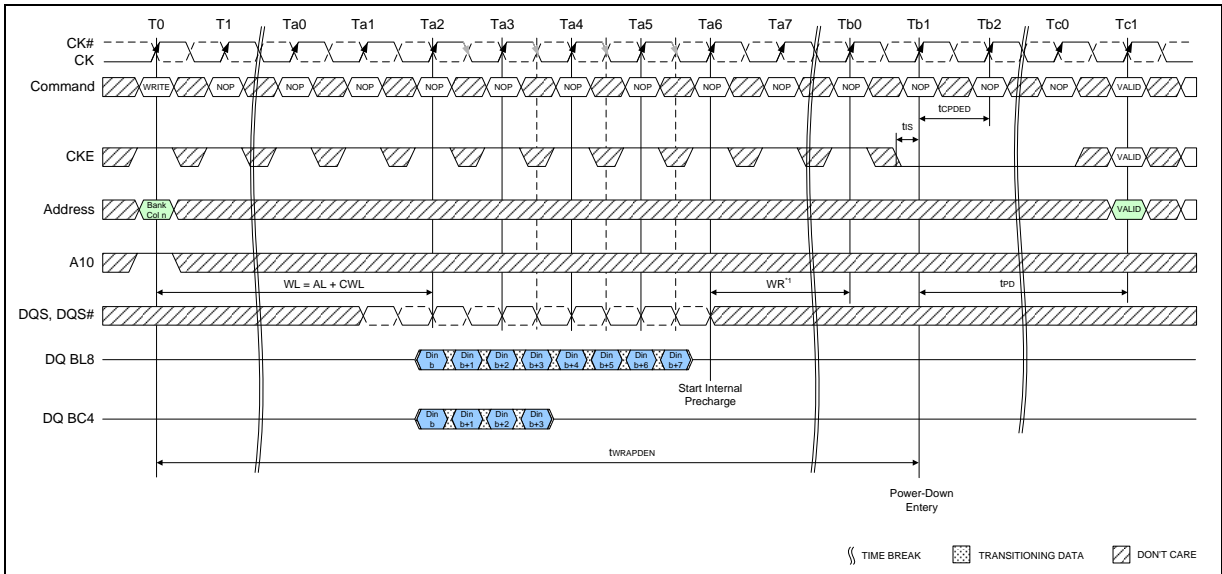 T0 T1 Ta0 Ta1 Ta2 Ta3 Ta4 Ta5 Ta6 Ta7 Tb0 Tb1 Tb2 Tc0 Tc1
CK#
CK
Command WRITE NOP NOP NOP NOP NOP NOP NOP NOP NOP NOP NOP NOP NOP VALID
tCPDED
tIS
CKE VALID
Address Bank Col n VALID
A10
WL = AL + CWL WR*1 tPD
DQS, DQS#
DQ BL8 Din b Din b+1 Din b+2 Din b+3 Din b+4 Din b+5 Din b+6 Din b+7
Start Internal
Precharge
DQ BC4 Din b Din b+1 Din b+2 Din b+3
tWRAPDEN
Power-Down
Entery
TIME BREAK TRANSITIONING DATA DON'T CARE